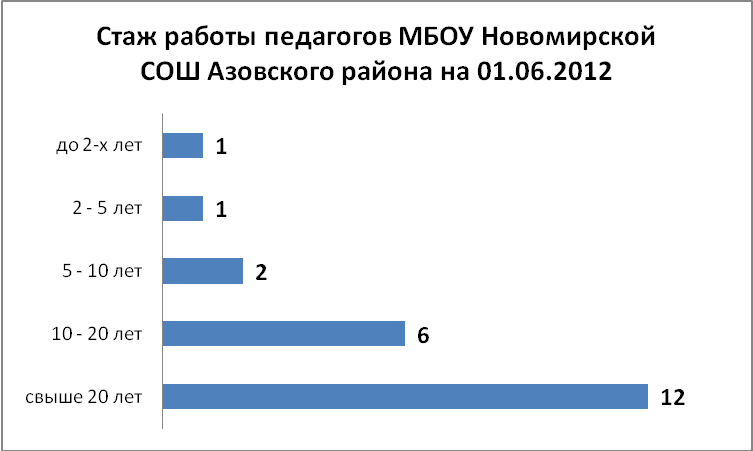 Стаж работы педагогов МБОУ Новомирской
СОШ Азовского района на 01.06.2012
до 2-х лет 1
2 - 5 лет 1
5 - 10 лет 2
10 - 20 лет 6
свыше 20 лет 12